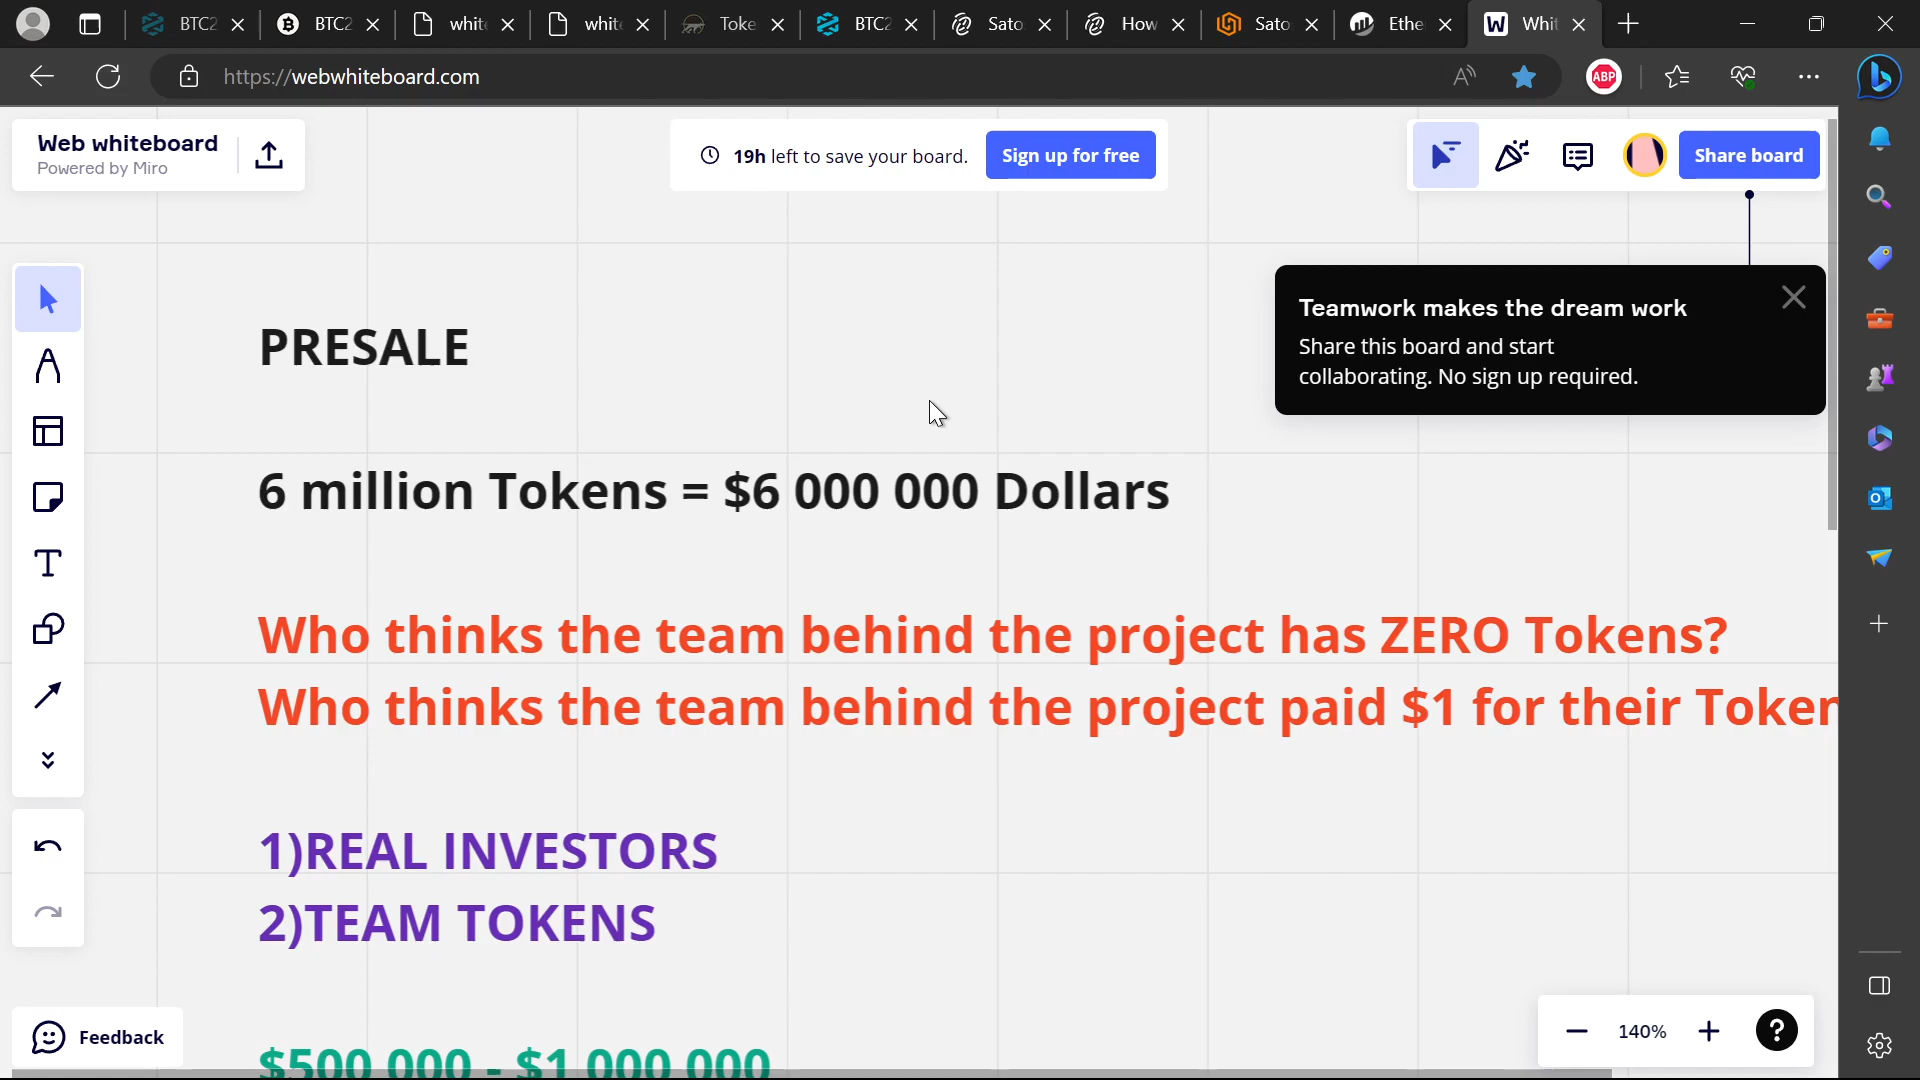 BTC2
BTC2
whit
whit
Toke
BTC2
Sato
How
Sato
Ethe
Whit
https://webwhiteboard.com
ABP
Web whiteboard
Powered by Miro
19h left to save your board.
Sign up for free
Share board
Teamwork makes the dream work
Share this board and start
collaborating. No sign up required.
PRESALE
6 million Tokens = $6 000 000 Dollars
Who thinks the team behind the project has ZERO Tokens?
Who thinks the team behind the project paid $1 for their Token
1)REAL INVESTORS
2)TEAM TOKENS
$500 000 - $1 000 000
Feedback
140%